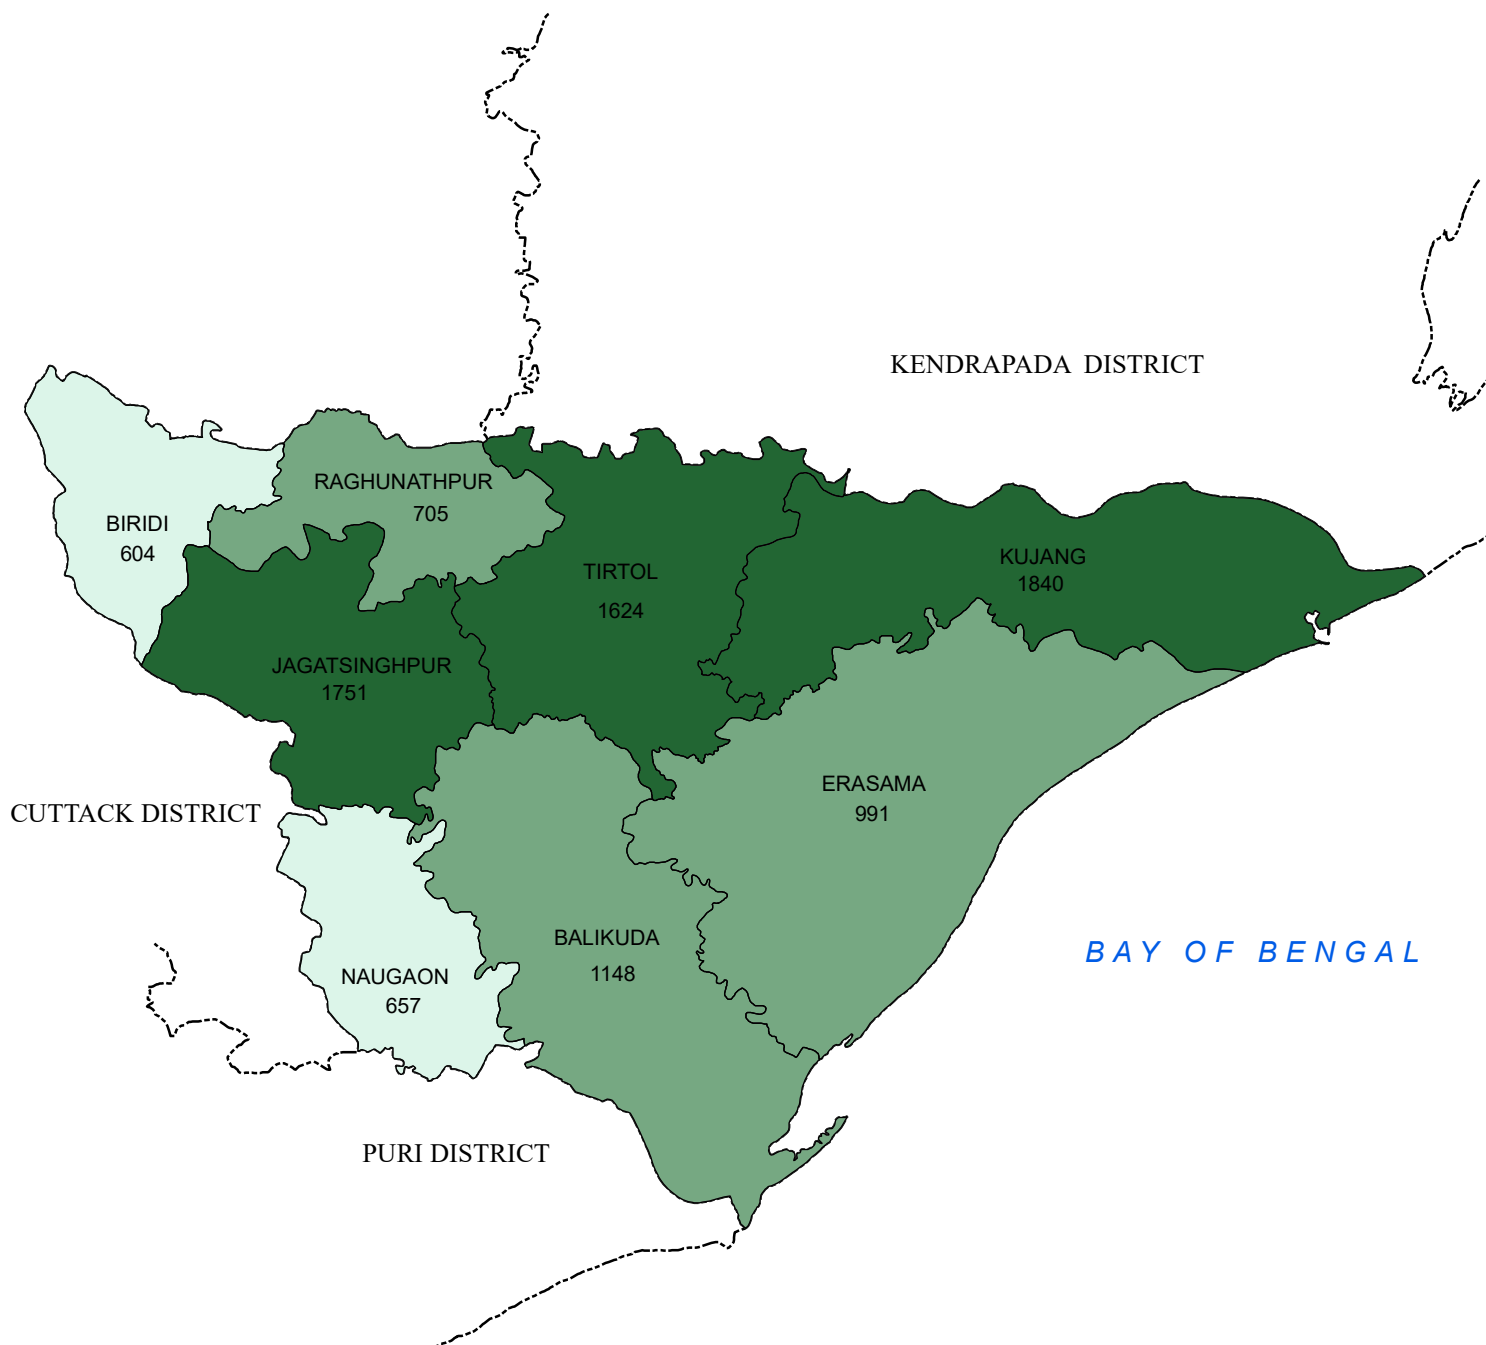 KENDRAPADA DISTRICT
RAGHUNATHPUR
705
BIRIDI
604
TIRTOL
1624
KUJANG
1840
JAGATSINGHPUR
1751
ERASAMA
991
CUTTACK DISTRICT
BALIKUDA
1148
BAY OF BENGAL
NAUGAON
657
PURI DISTRICT